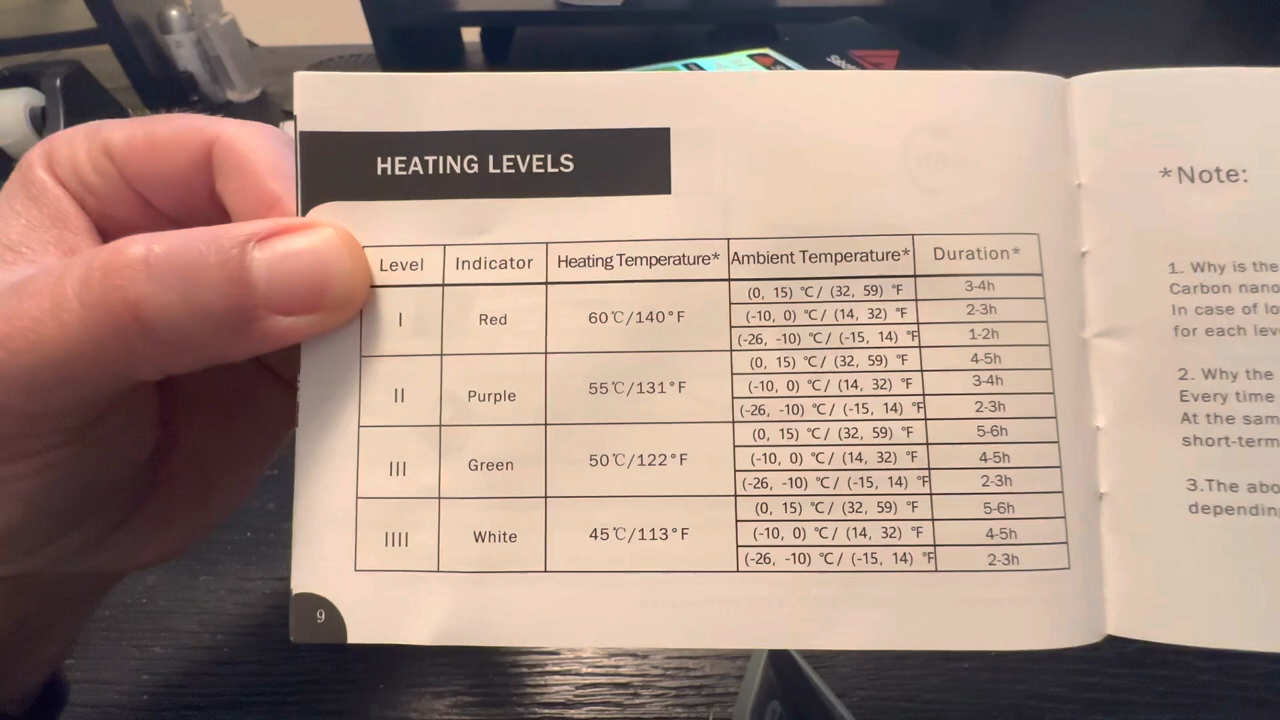 HEATING LEVELS
Level Indicator Heating Temperature* Ambient Temperature* Duration*
I Red 60℃/140°F (0, 15) ℃ / (32, 59) °F 3-4h
(-10, 0) ℃ / (14, 32) °F 2-3h
(-26, -10) ℃ / (-15, 14) °F 1-2h
II Purple 55℃/131°F (0, 15) ℃ / (32, 59) °F 4-5h
(-10, 0) ℃ / (14, 32) °F 3-4h
(-26, -10) ℃ / (-15, 14) °F 2-3h
III Green 50℃/122°F (0, 15) ℃ / (32, 59) °F 5-6h
(-10, 0) ℃ / (14, 32) °F 4-5h
(-26, -10) ℃ / (-15, 14) °F 2-3h
IIII White 45℃/113°F (0, 15) ℃ / (32, 59) °F 5-6h
(-10, 0) ℃ / (14, 32) °F 4-5h
(-26, -10) ℃ / (-15, 14) °F 2-3h
9
*Note:
1. Why is the
Carbon nano
In case of lo
for each lev
2. Why the
Every time
At the sam
short-term
3.The abo
dependin